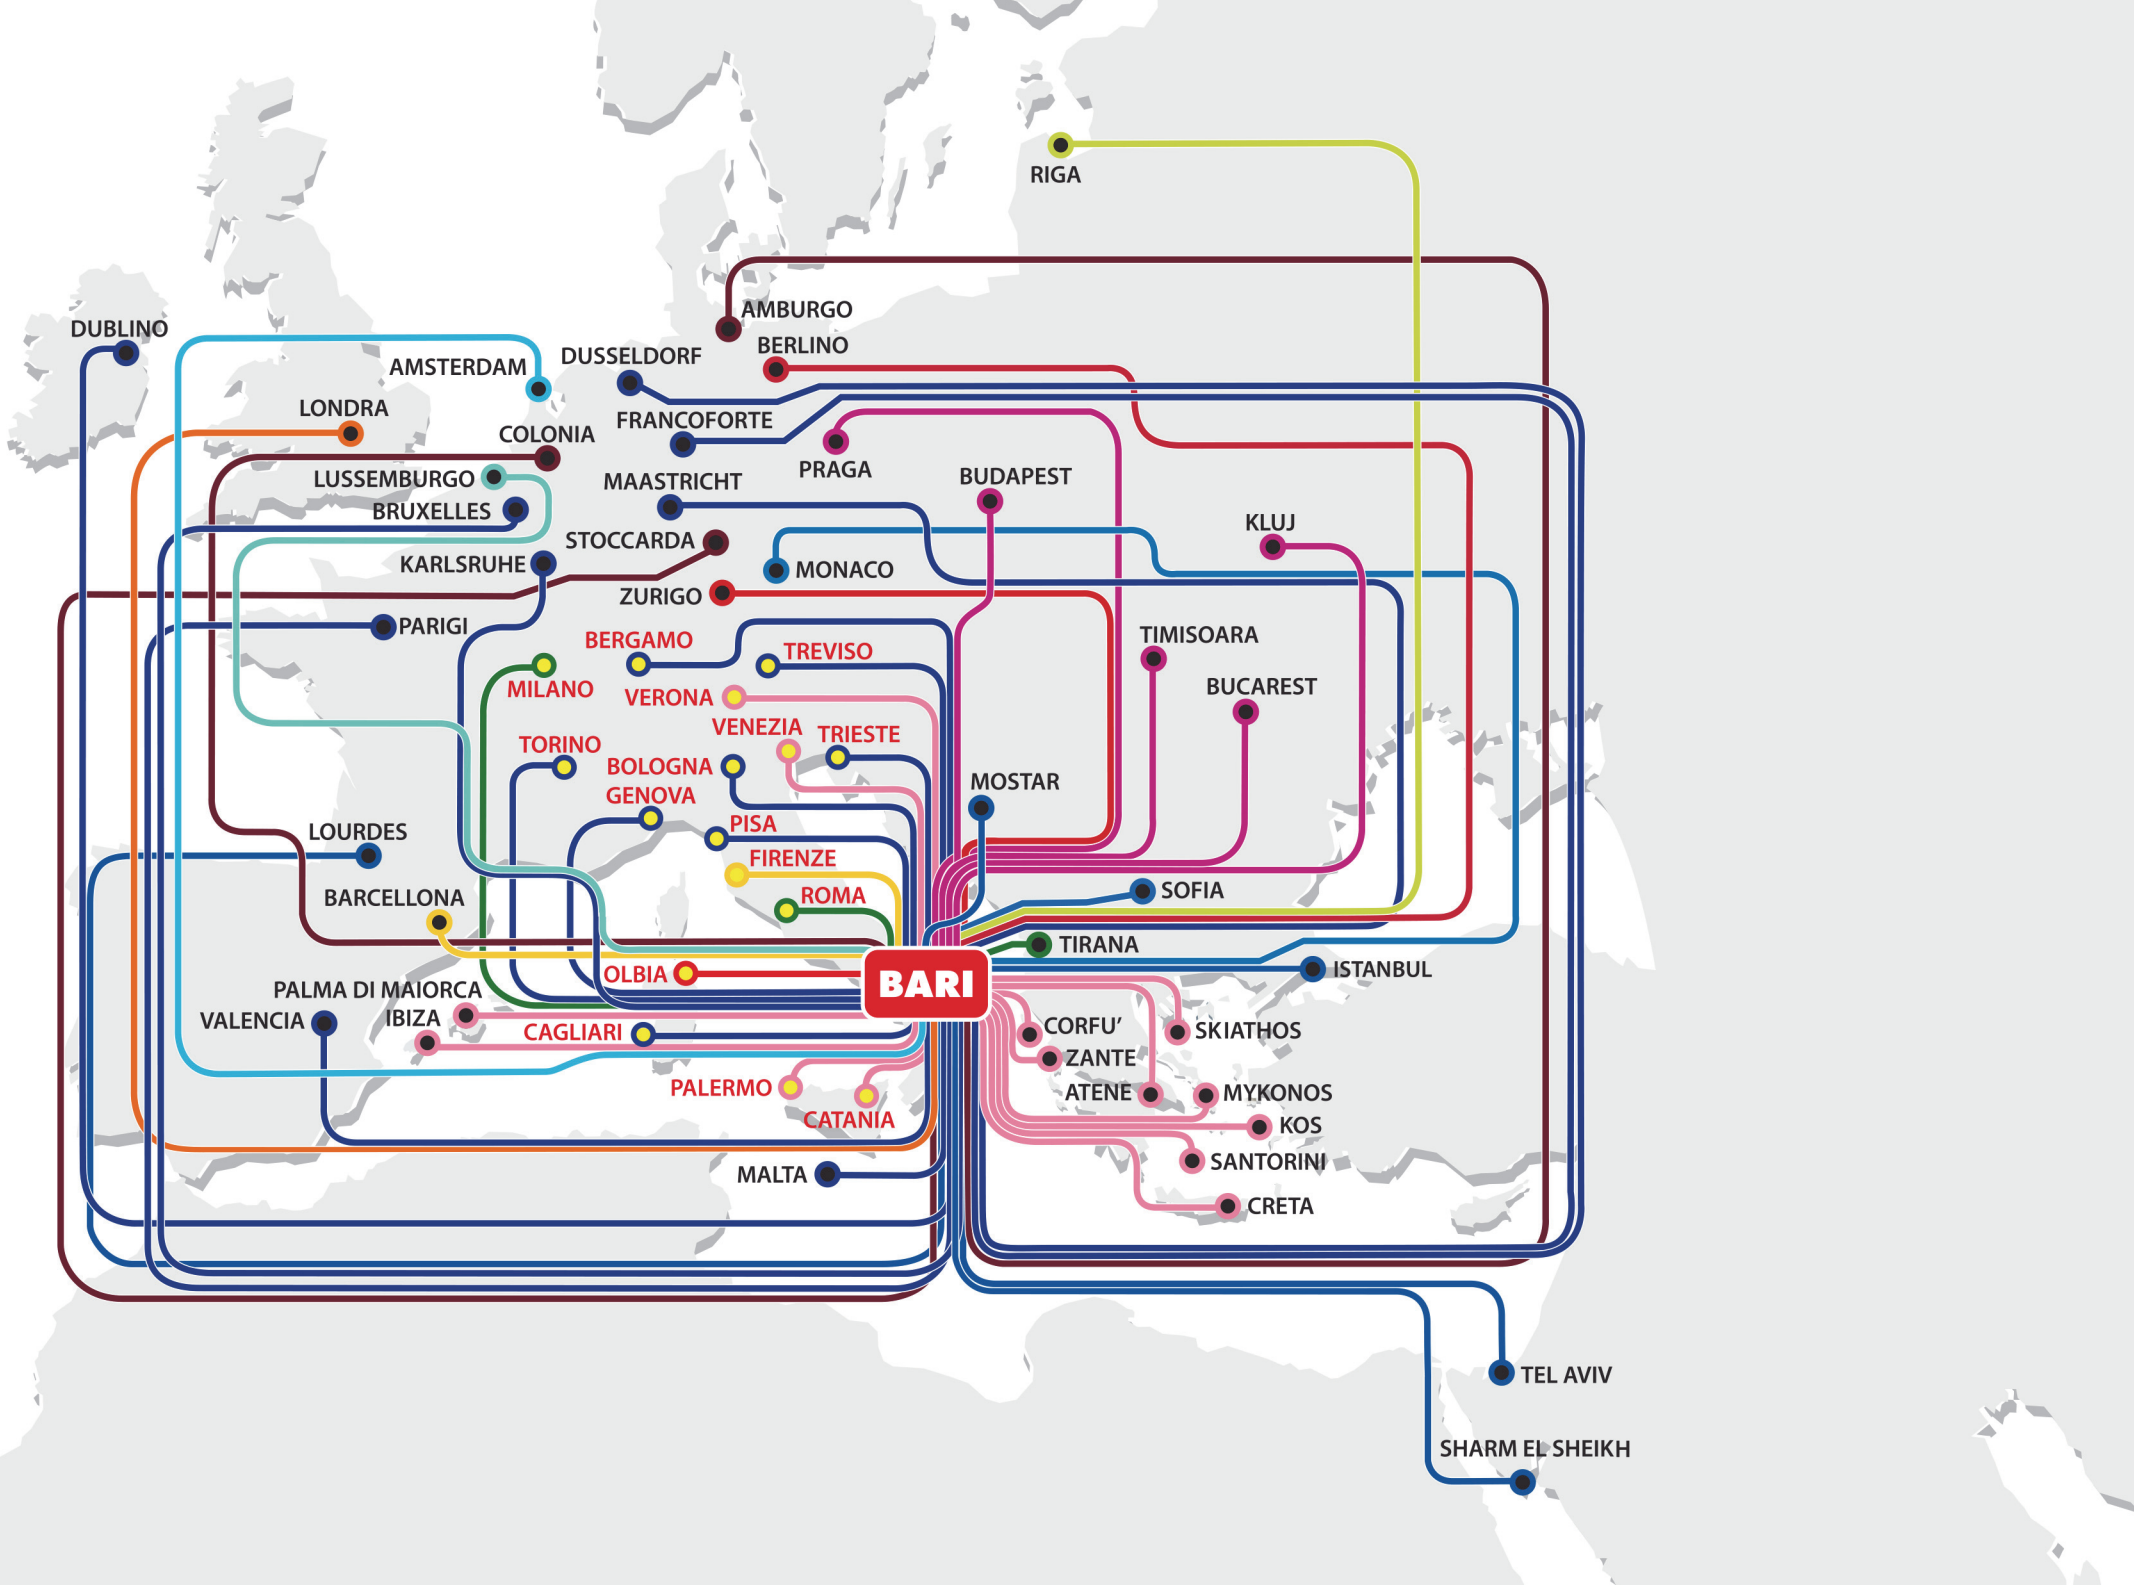 RIGA
AMBURGO
DUBLINO
BERLINO
DUSSELDORF
AMSTERDAM
LONDRA
FRANCOFORTE
COLONIA
PRAGA
LUSSEMBURGO
MAASTRICHT
BUDAPEST
BRUXELLES
KLUJ
STOCCARDA
KARLSRUHE
MONACO
ZURIGO
PARIGI
BERGAMO
TIMISOARA
TREVISO
MILANO
VERONA
BUCAREST
VENEZIA
TRIESTE
TORINO
BOLOGNA
MOSTAR
GENOVA
PISA
LOURDES
FIRENZE
SOFIA
BARCELLONA
ROMA
TIRANA
ISTANBUL
OLBIA
BARI
PALMA DI MAIORCA
VALENCIA
IBIZA
CAGLIARI
CORFU'
SKIATHOS
ZANTE
PALERMO
ATENE
MYKONOS
CATANIA
KOS
SANTORINI
MALTA
CRETA
TEL AVIV
SHARM EL SHEIKH